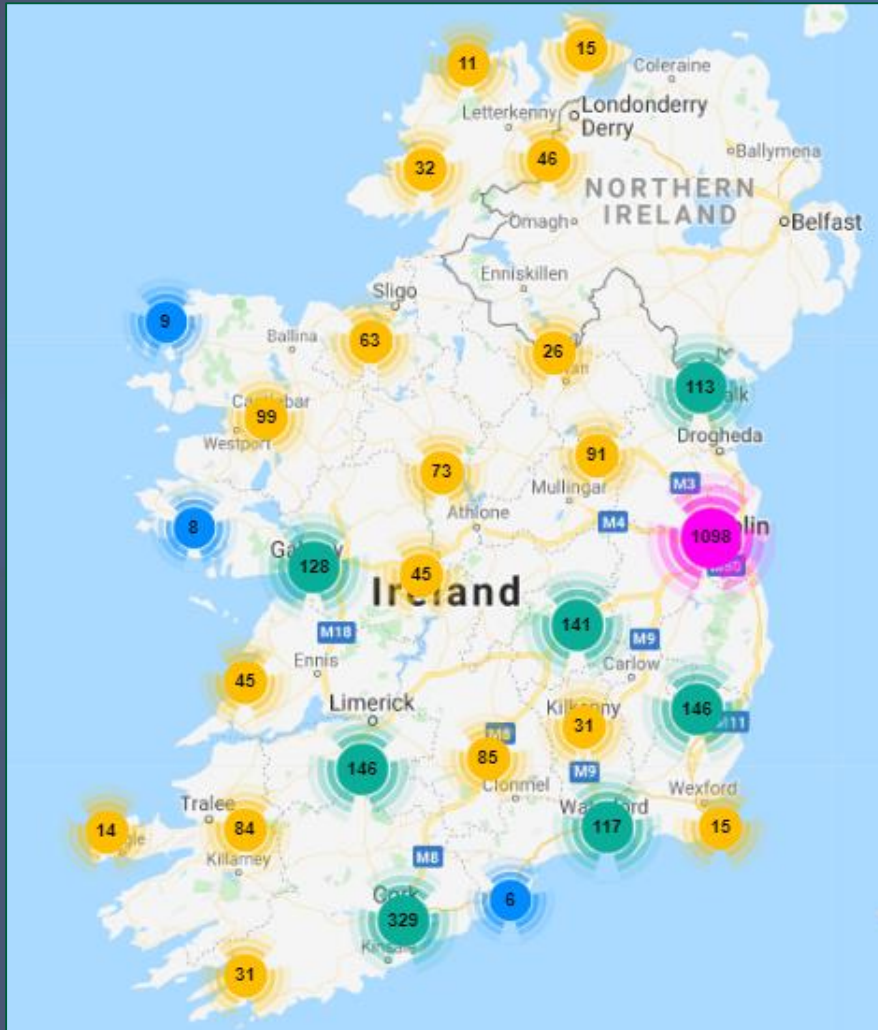 15
11
Coleraine
Londonderry
Derry
Letterkenny
Ballymena
46
32
NORTHERN
IRELAND
Omagh
Belfast
Enniskillen
Sligo
9
Ballina
63
26
113
99
Westport
Drogheda
91
73
M3
Mullingar
Athlone
8
M4
1098
128
45
Ireland
141
M18
M9
Ennis
Carlow
45
Limerick
146
M11
31
M8
85
146
M9
Clonmel
Wexford
Tralee
14
84
117
15
Killarney
M8
Cork
6
329
31